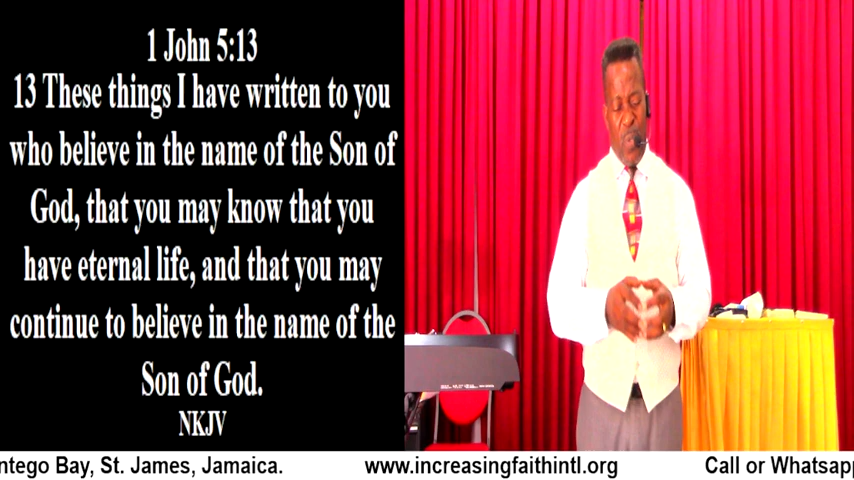 1 John 5:13
13 These things I have written to you
who believe in the name of the Son of
God, that you may know that you
have eternal life, and that you may
continue to believe in the name of the
Son of God.
NKJV
ntego Bay, St. James, Jamaica. www.increasingfaithintl.org Call or Whatsapp